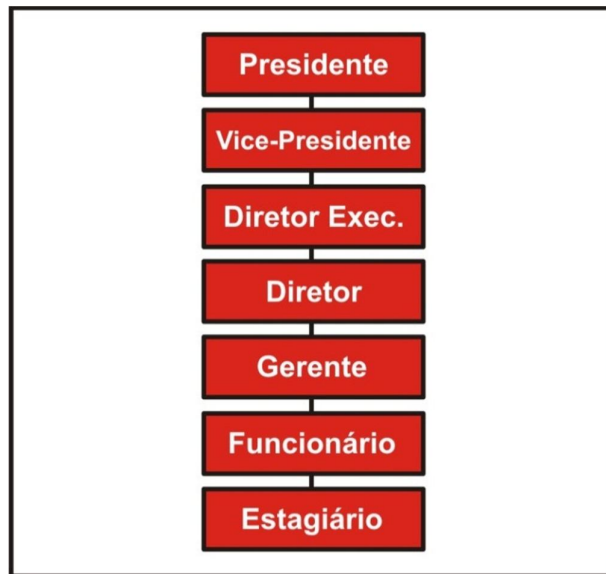 Presidente
Vice-Presidente
Diretor Exec.
Diretor
Gerente
Funcionário
Estagiário